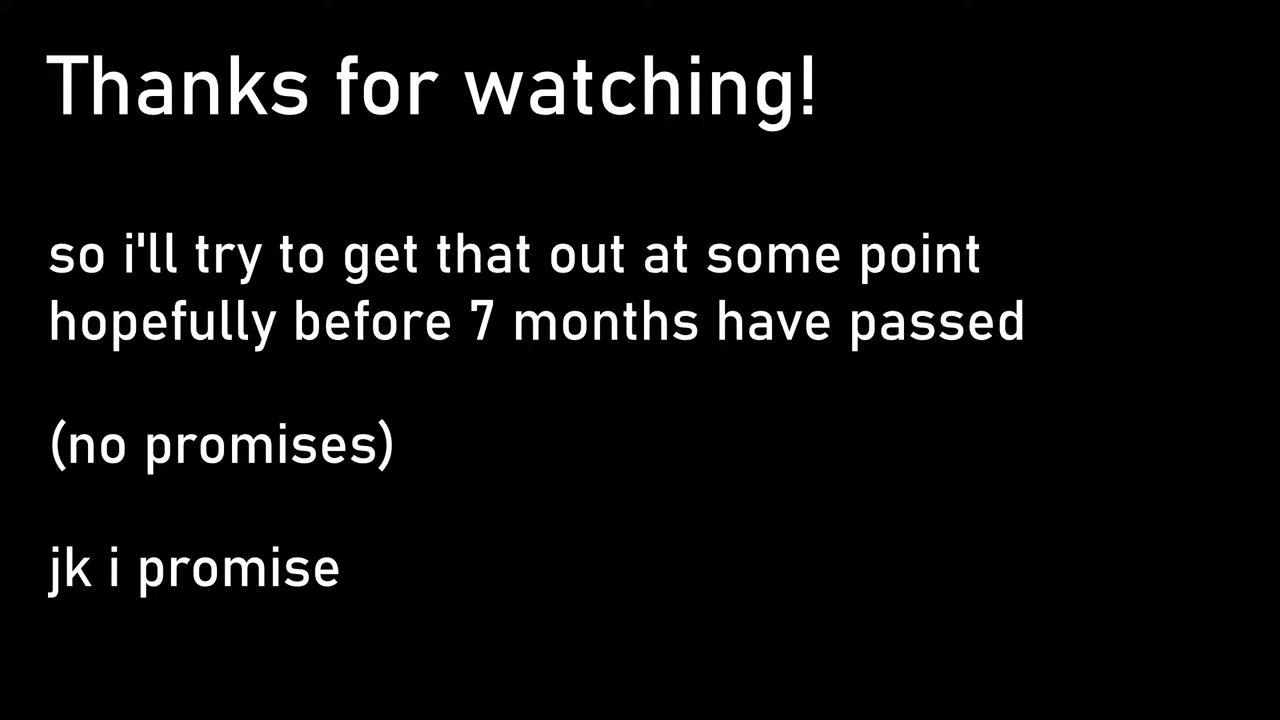 Thanks for watching!
so i'll try to get that out at some point
hopefully before 7 months have passed
(no promises)
jk i promise